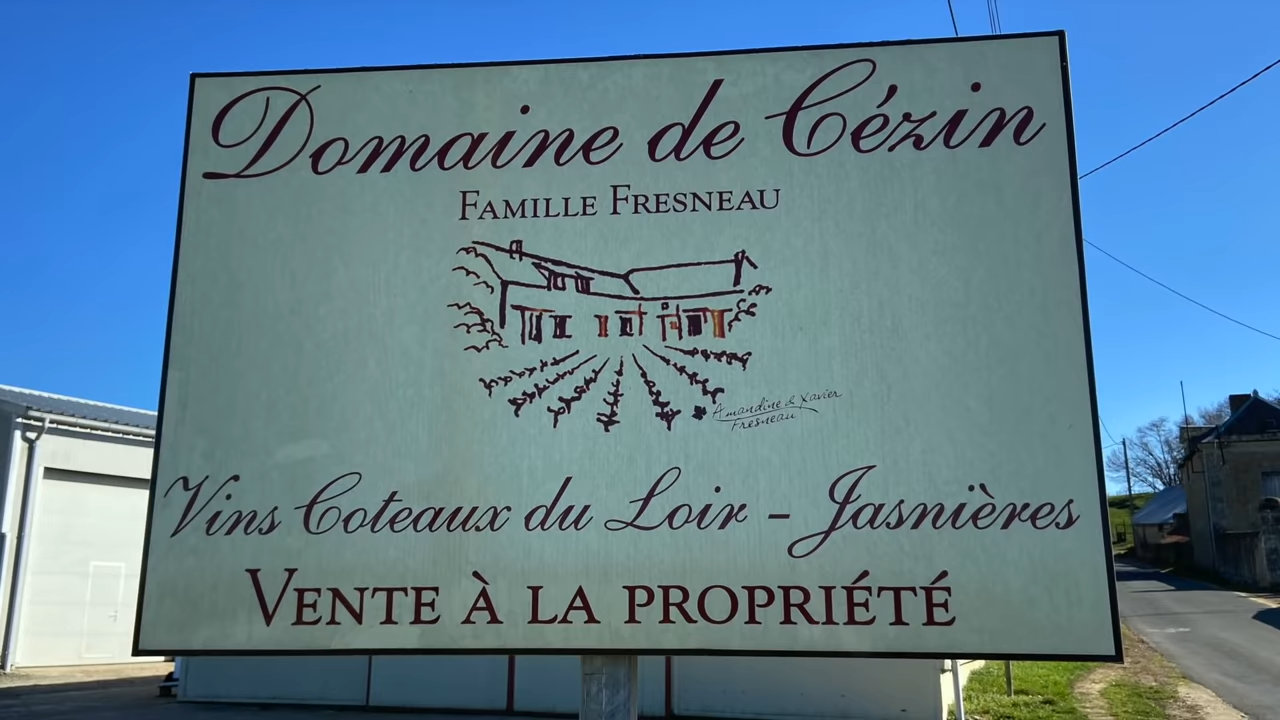 Domaine de Cézin
FAMILLE FRESNEAU
Amandine & Xavier
Fresneau
Vins Coteaux du Loir - Jasnières
VENTE À LA PROPRIÉTÉ